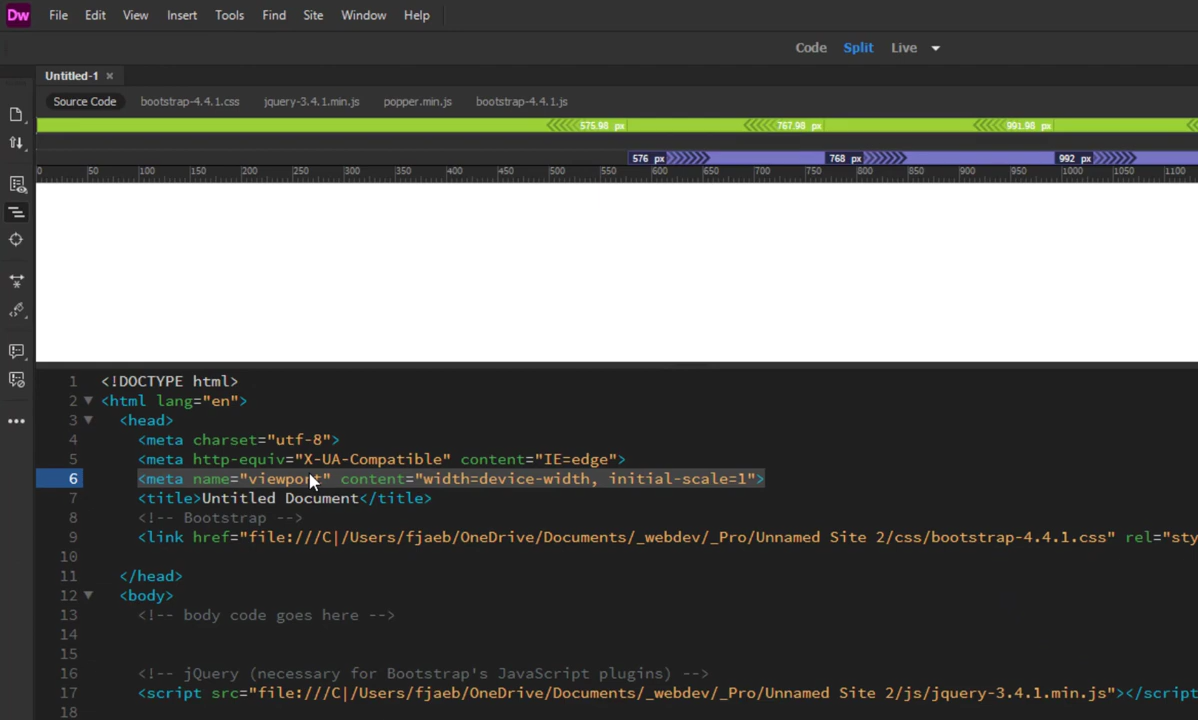 Dw File Edit View Insert Tools Find Site Window Help
Code Split Live
Untitled-1 ×
Source Code bootstrap-4.4.1.css jquery-3.4.1.min.js popper.min.js bootstrap-4.4.1.js
575.98 px 767.98 px 991.98 px
576 px 768 px 992 px
0 50 100 150 200 250 300 350 400 450 500 550 600 650 700 750 800 850 900 950 1000 1050 1100
1 <!DOCTYPE html>
2 <html lang="en">
3 <head>
4 <meta charset="utf-8">
5 <meta http-equiv="X-UA-Compatible" content="IE=edge">
6 <meta name="viewport" content="width=device-width, initial-scale=1">
7 <title>Untitled Document</title>
8 <!-- Bootstrap -->
9 <link href="file:///C|/Users/fjaeb/OneDrive/Documents/_webdev/_Pro/Unnamed Site 2/css/bootstrap-4.4.1.css" rel="sty
10
11 </head>
12 <body>
13 <!-- body code goes here -->
14
15
16 <!-- jQuery (necessary for Bootstrap's JavaScript plugins) -->
17 <script src="file:///C|/Users/fjaeb/OneDrive/Documents/_webdev/_Pro/Unnamed Site 2/js/jquery-3.4.1.min.js"></script
18